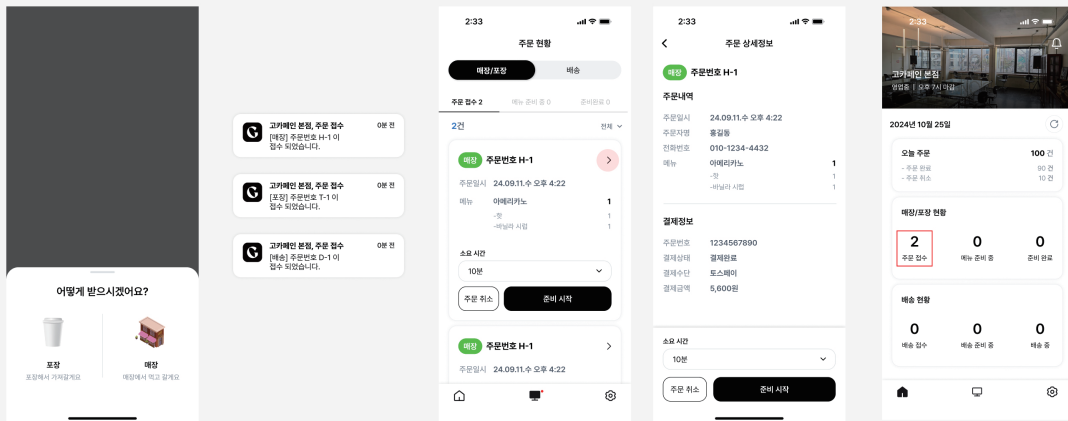 어떻게 받으시겠어요?
포장
포장해서 가져갈게요
매장
매장에서 먹고 갈게요
고카페인 본점, 주문 접수
0분 전
[매장] 주문번호 H-1 이
접수 되었습니다.
고카페인 본점, 주문 접수
0분 전
[포장] 주문번호 T-1 이
접수 되었습니다.
고카페인 본점, 주문 접수
0분 전
[배송] 주문번호 D-1 이
접수 되었습니다.
2:33
주문 현황
매장/포장
배송
주문 접수 2
메뉴 준비 중 0
준비완료 0
2건
전체
매장 주문번호 H-1
주문일시 24.09.11.수 오후 4:22
메뉴 아메리카노 1
-핫 1
-바닐라 시럽 1
소요 시간
10분
주문 취소
준비 시작
매장 주문번호 H-1
주문일시 24.09.11.수 오후 4:22
2:33
주문 상세정보
매장 주문번호 H-1
주문내역
주문일시 24.09.11.수 오후 4:22
주문자명 홍길동
전화번호 010-1234-4432
메뉴 아메리카노 1
-핫 1
-바닐라 시럽 1
결제정보
주문번호 1234567890
결제상태 결제완료
결제수단 토스페이
결제금액 5,600원
소요 시간
10분
주문 취소
준비 시작
2:33
고카페인 본점
영업중 | 오후 7시 마감
2024년 10월 25일
오늘 주문 100 건
- 주문 완료 90 건
- 주문 취소 10 건
매장/포장 현황
2 0 0
주문 접수 메뉴 준비 중 준비 완료
배송 현황
0 0 0
배송 접수 배송 준비 중 배송 중